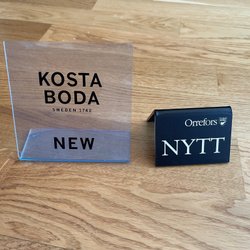 KOSTA
BODA
SWEDEN 1742
NEW
Orrefors
NYTT